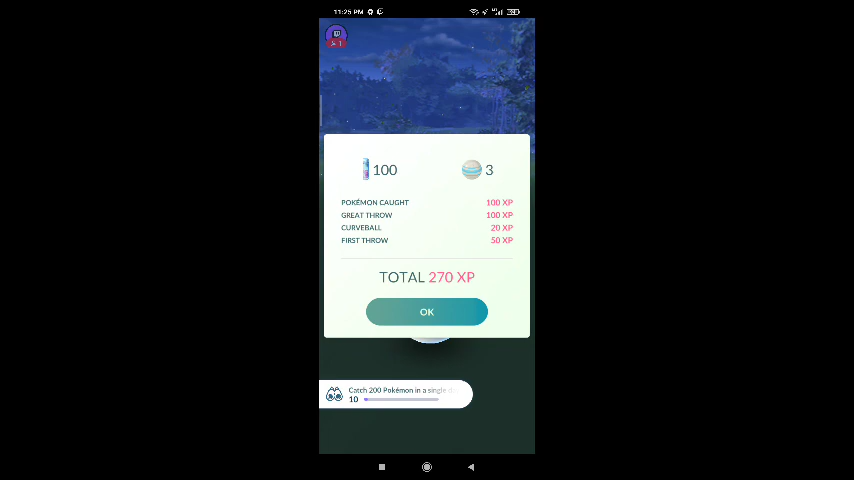 11:25 PM
1
100
3
POKÉMON CAUGHT 100 XP
GREAT THROW 100 XP
CURVEBALL 20 XP
FIRST THROW 50 XP
TOTAL 270 XP
OK
Catch 200 Pokémon in a single
10